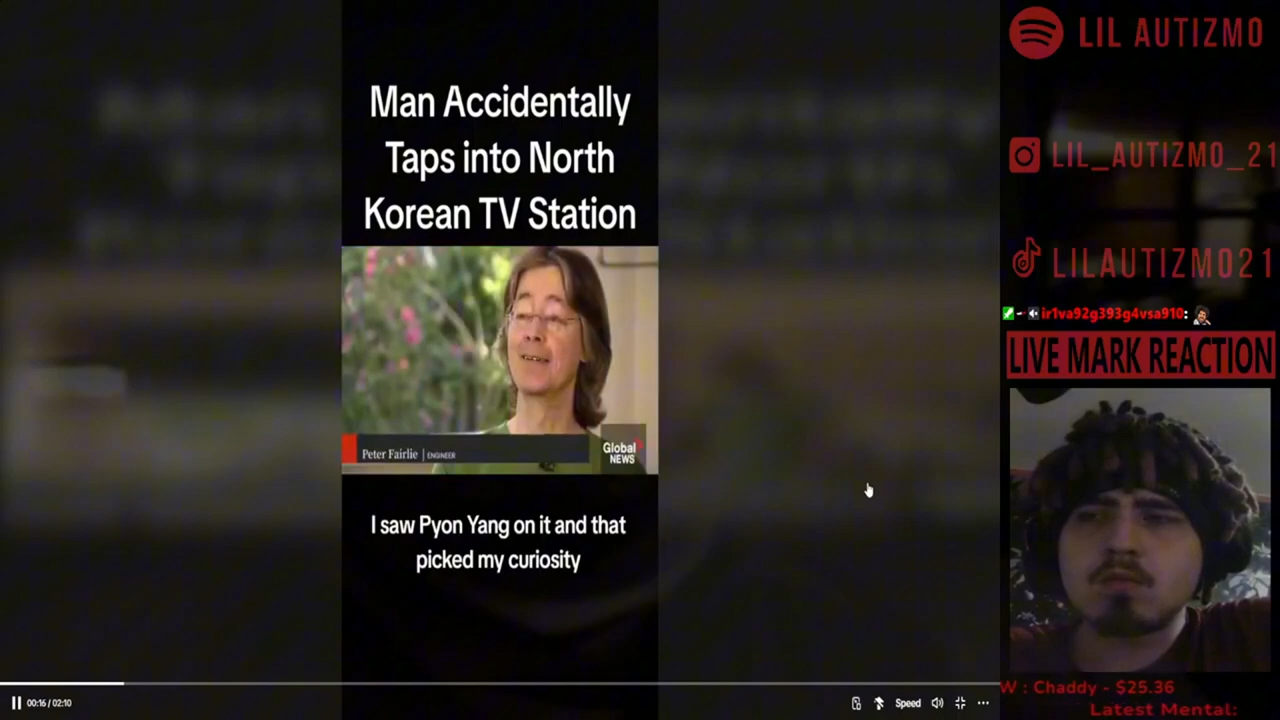 Man Accidentally
Taps into North
Korean TV Station
Peter Fairlie | ENGINEER
Global
NEWS
I saw Pyon Yang on it and that
picked my curiosity
00:16 / 02:10
Speed
LIL AUTIZMO
LIL_AUTIZMO_21
LILAUTIZMO21
ir1va92g393g4vsa910:
LIVE MARK REACTION
W : Chaddy - $25.36
Latest Mental: